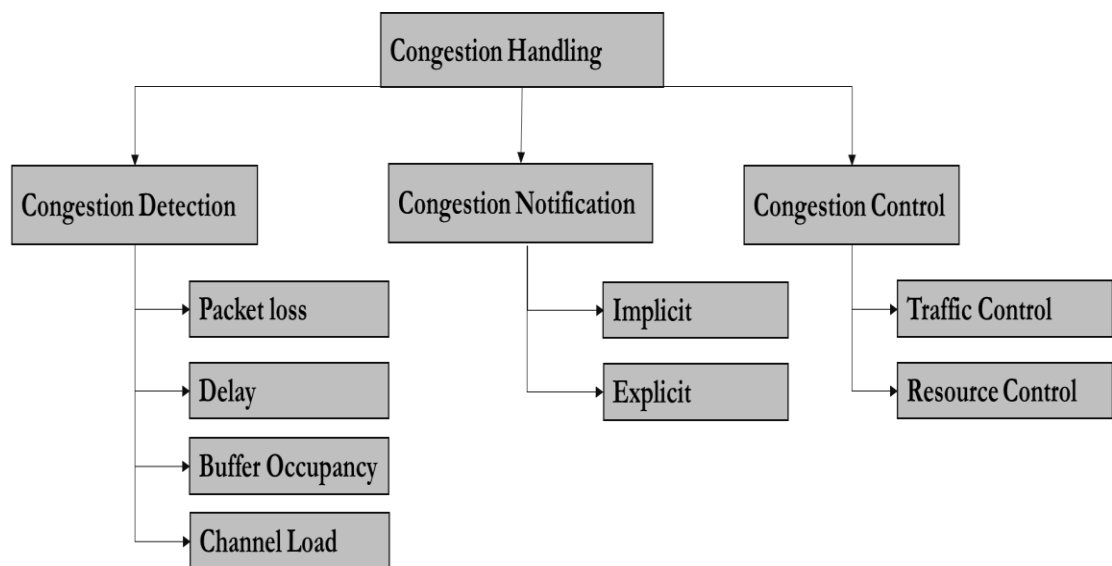 Congestion Handling
Congestion Detection
Congestion Notification
Congestion Control
Packet loss
Delay
Buffer Occupancy
Channel Load
Implicit
Explicit
Traffic Control
Resource Control